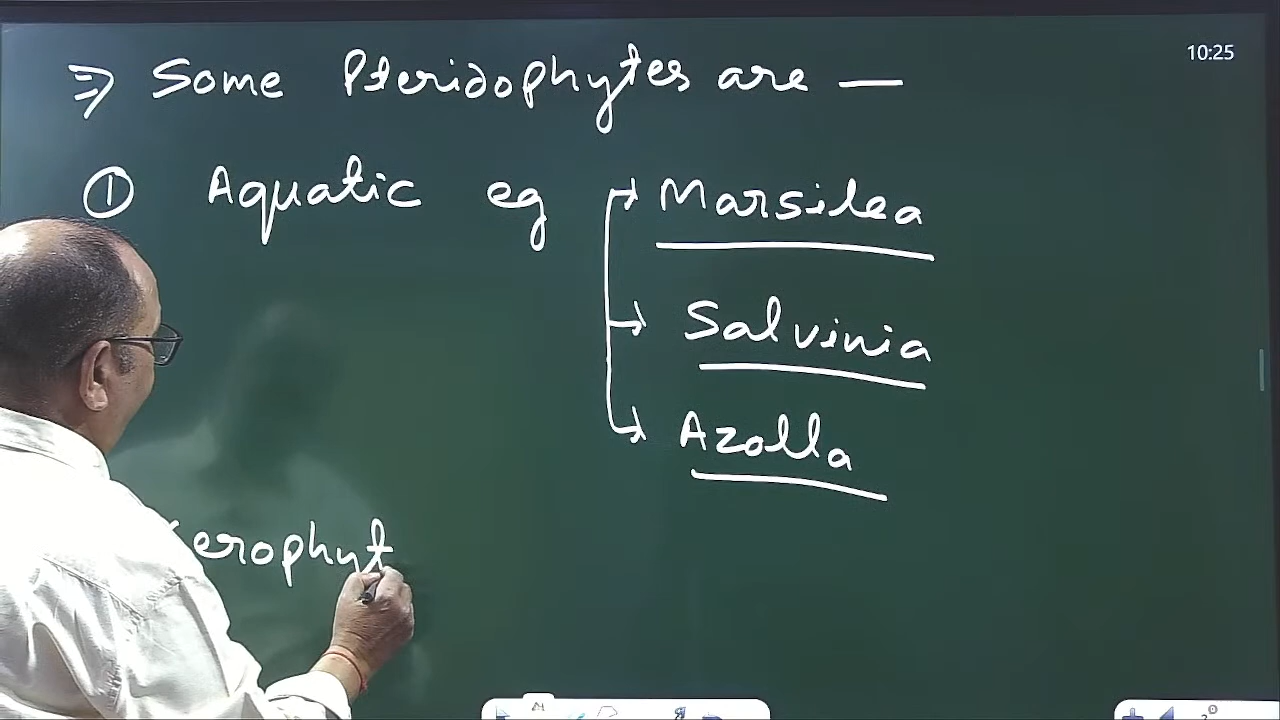 10:25
⇒ Some Pteridophytes are —
① Aquatic eg → Marsilea
→ Salvinia
→ Azolla
erophyt